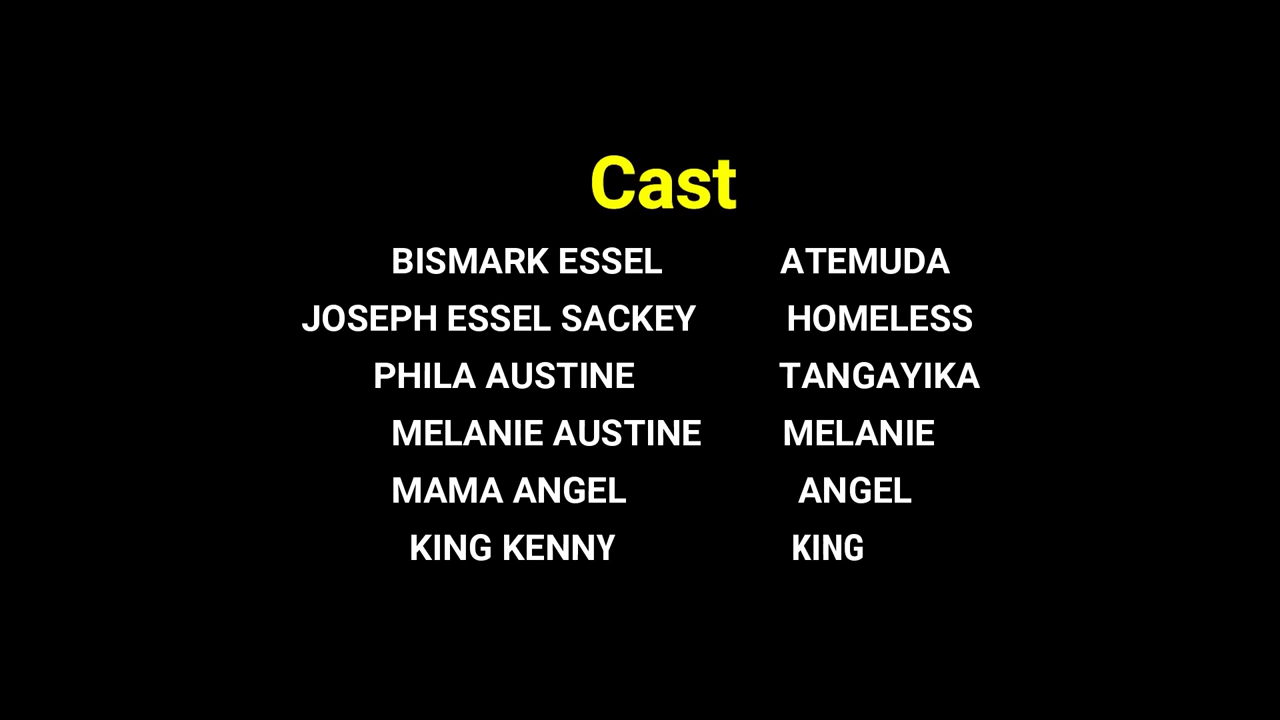 Cast
BISMARK ESSEL ATEMUDA
JOSEPH ESSEL SACKEY HOMELESS
PHILA AUSTINE TANGAYIKA
MELANIE AUSTINE MELANIE
MAMA ANGEL ANGEL
KING KENNY KING